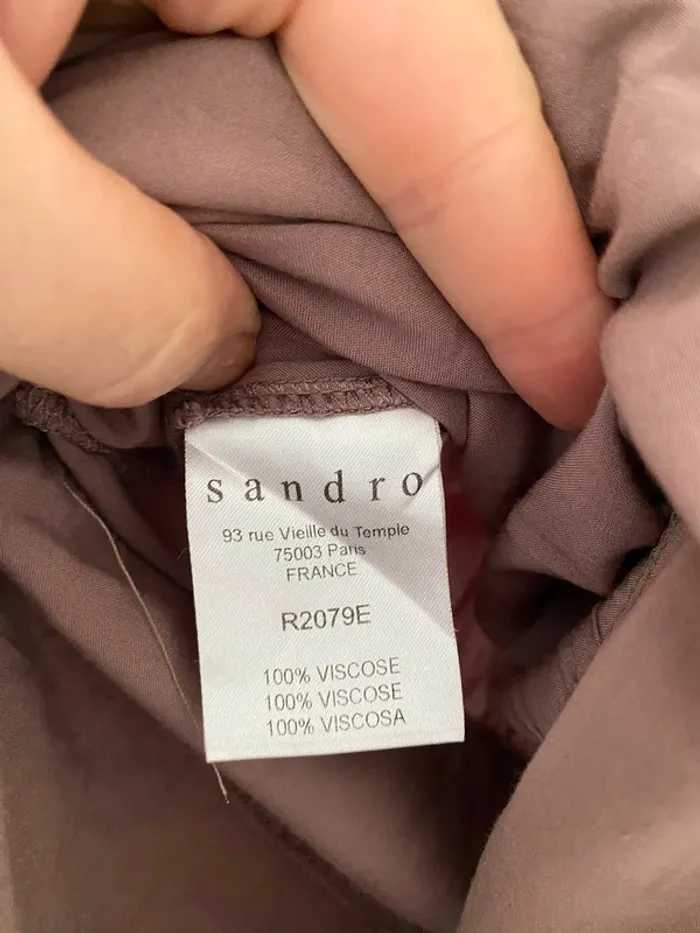 sandro
93 rue Vieille du Temple
75003 Paris
FRANCE
R2079E
100% VISCOSE
100% VISCOSE
100% VISCOSA